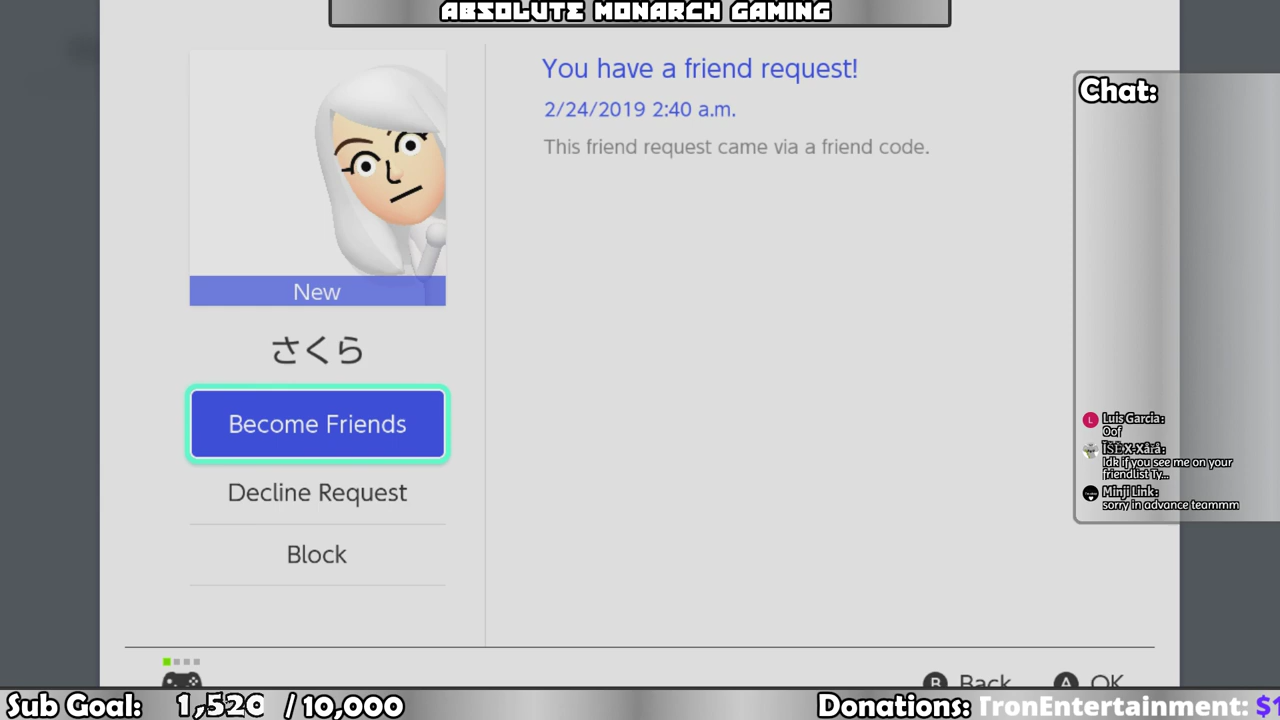 ABSOLUTE MONARCH GAMING
You have a friend request!
2/24/2019 2:40 a.m.
This friend request came via a friend code.
New
さくら
Become Friends
Decline Request
Block
Chat:
L
Luis Garcia:
Oof
Idk if you see me on your
friendlist Ty...
Minji Link:
sorry in advance teammm
B Back
A OK
Sub Goal: 1,520 / 10,000
Donations: TronEntertainment: $1